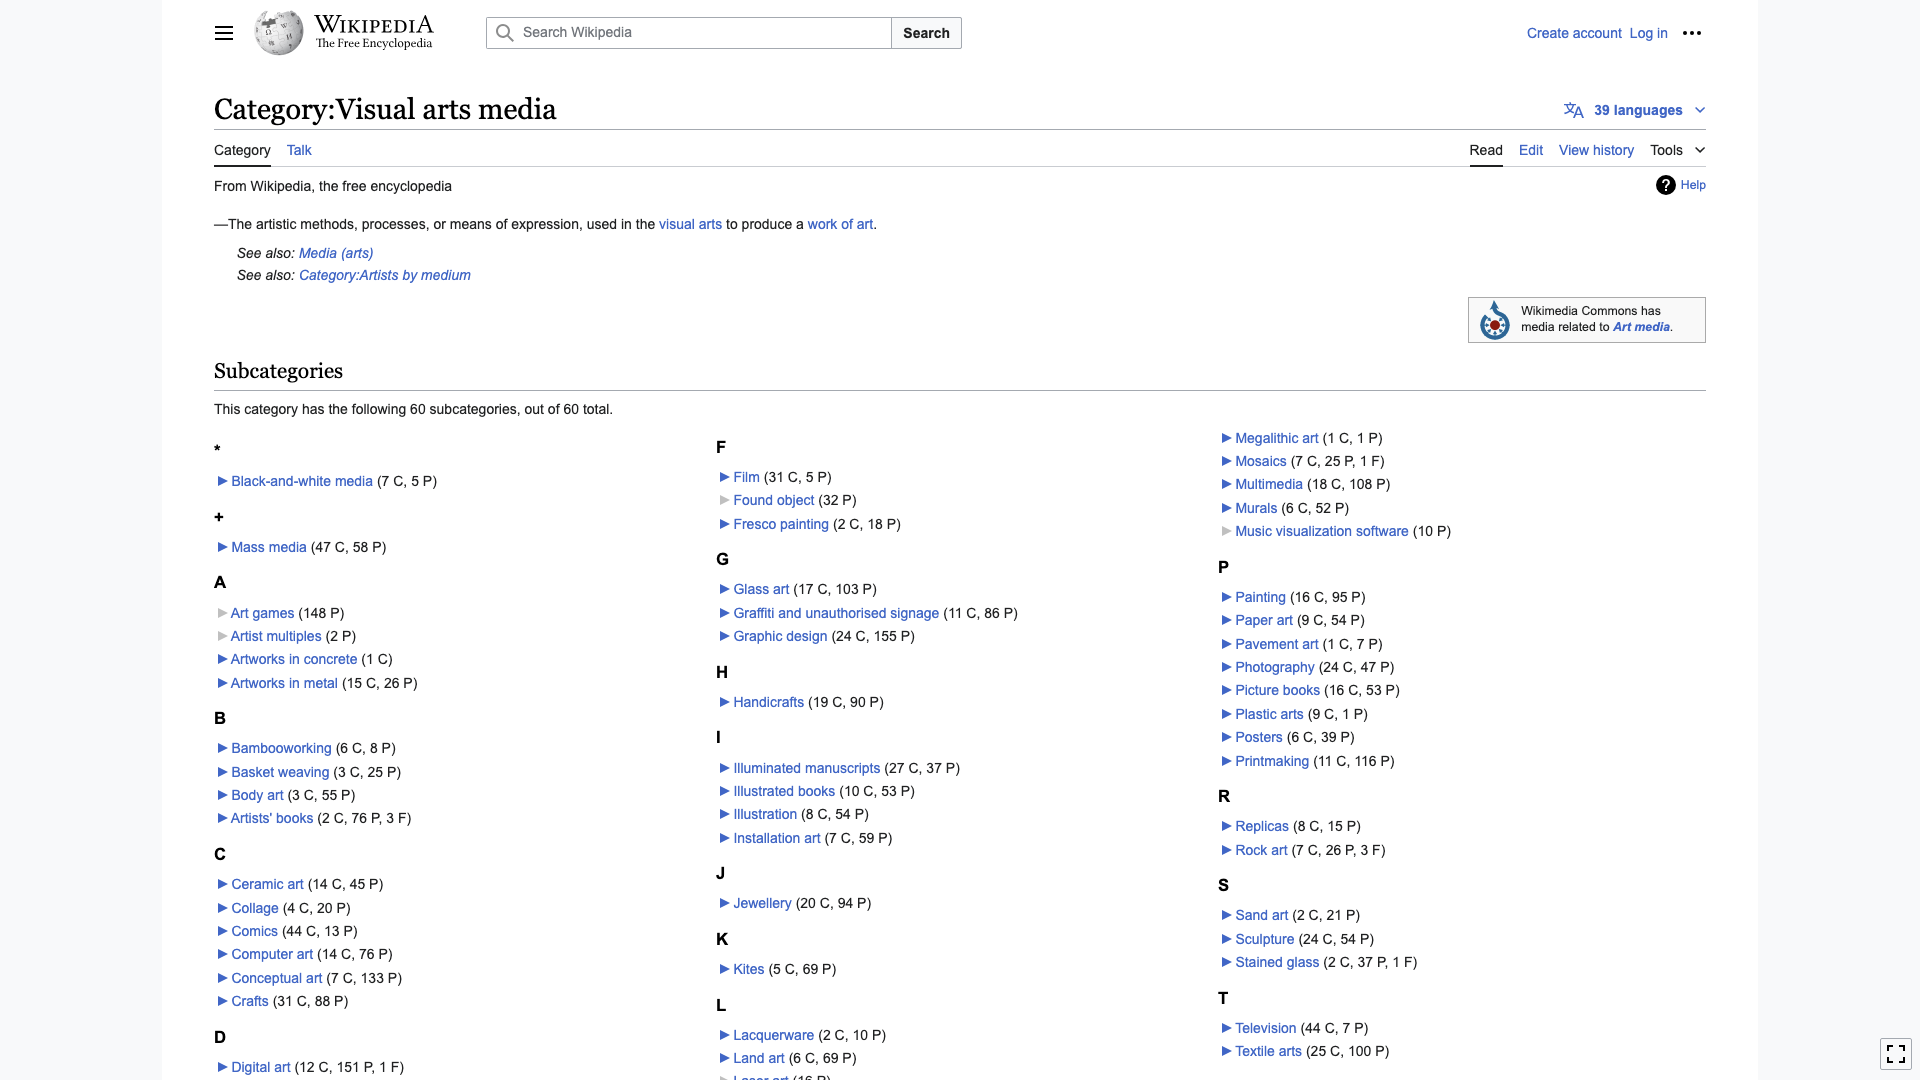 WIKIPEDIA
The Free Encyclopedia
Search Wikipedia
Search
Create account
Log in
Category:Visual arts media
39 languages
Category
Talk
Read
Edit
View history
Tools
From Wikipedia, the free encyclopedia
Help
—The artistic methods, processes, or means of expression, used in the visual arts to produce a work of art.
See also: Media (arts)
See also: Category:Artists by medium
Wikimedia Commons has
media related to Art media.
Subcategories
This category has the following 60 subcategories, out of 60 total.
*
Black-and-white media (7 C, 5 P)
+
Mass media (47 C, 58 P)
A
Art games (148 P)
Artist multiples (2 P)
Artworks in concrete (1 C)
Artworks in metal (15 C, 26 P)
B
Bambooworking (6 C, 8 P)
Basket weaving (3 C, 25 P)
Body art (3 C, 55 P)
Artists' books (2 C, 76 P, 3 F)
C
Ceramic art (14 C, 45 P)
Collage (4 C, 20 P)
Comics (44 C, 13 P)
Computer art (14 C, 76 P)
Conceptual art (7 C, 133 P)
Crafts (31 C, 88 P)
D
Digital art (12 C, 151 P, 1 F)
F
Film (31 C, 5 P)
Found object (32 P)
Fresco painting (2 C, 18 P)
G
Glass art (17 C, 103 P)
Graffiti and unauthorised signage (11 C, 86 P)
Graphic design (24 C, 155 P)
H
Handicrafts (19 C, 90 P)
I
Illuminated manuscripts (27 C, 37 P)
Illustrated books (10 C, 53 P)
Illustration (8 C, 54 P)
Installation art (7 C, 59 P)
J
Jewellery (20 C, 94 P)
K
Kites (5 C, 69 P)
L
Lacquerware (2 C, 10 P)
Land art (6 C, 69 P)
Laser art (16 P)
Megalithic art (1 C, 1 P)
Mosaics (7 C, 25 P, 1 F)
Multimedia (18 C, 108 P)
Murals (6 C, 52 P)
Music visualization software (10 P)
P
Painting (16 C, 95 P)
Paper art (9 C, 54 P)
Pavement art (1 C, 7 P)
Photography (24 C, 47 P)
Picture books (16 C, 53 P)
Plastic arts (9 C, 1 P)
Posters (6 C, 39 P)
Printmaking (11 C, 116 P)
R
Replicas (8 C, 15 P)
Rock art (7 C, 26 P, 3 F)
S
Sand art (2 C, 21 P)
Sculpture (24 C, 54 P)
Stained glass (2 C, 37 P, 1 F)
T
Television (44 C, 7 P)
Textile arts (25 C, 100 P)